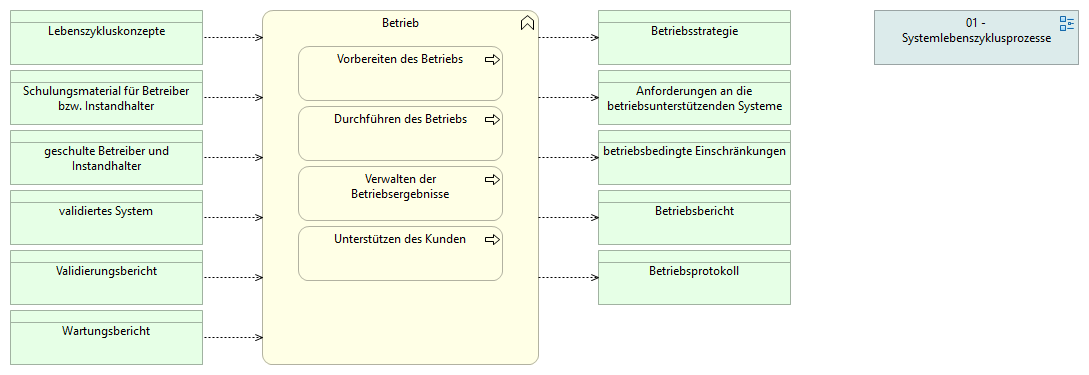 Lebenszykluskonzepte
Schulungsmaterial für Betreiber
bzw. Instandhalter
geschulte Betreiber und
Instandhalter
validiertes System
Validierungsbericht
Wartungsbericht
Betrieb
Vorbereiten des Betriebs
Durchführen des Betriebs
Verwalten der
Betriebsergebnisse
Unterstützen des Kunden
Betriebsstrategie
Anforderungen an die
betriebsunterstützenden Systeme
betriebsbedingte Einschränkungen
Betriebsbericht
Betriebsprotokoll
01 -
Systemlebenszyklusprozesse